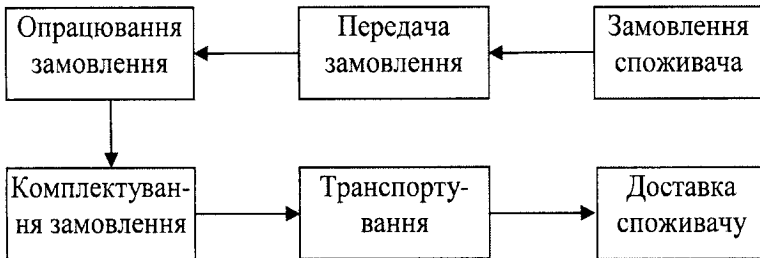 Опрацювання
замовлення
Передача
замовлення
Замовлення
споживача
Комплектуван-
ня замовлення
Транспорту-
вання
Доставка
споживачу